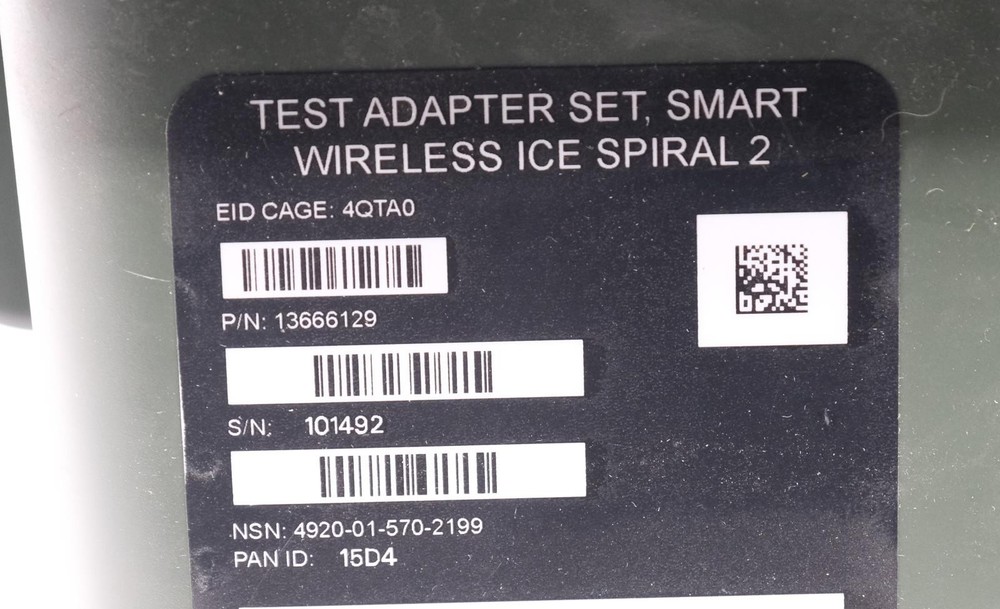 TEST ADAPTER SET, SMART
WIRELESS ICE SPIRAL 2
EID CAGE: 4QTA0
P/N: 13666129
S/N: 101492
NSN: 4920-01-570-2199
PAN ID: 15D4